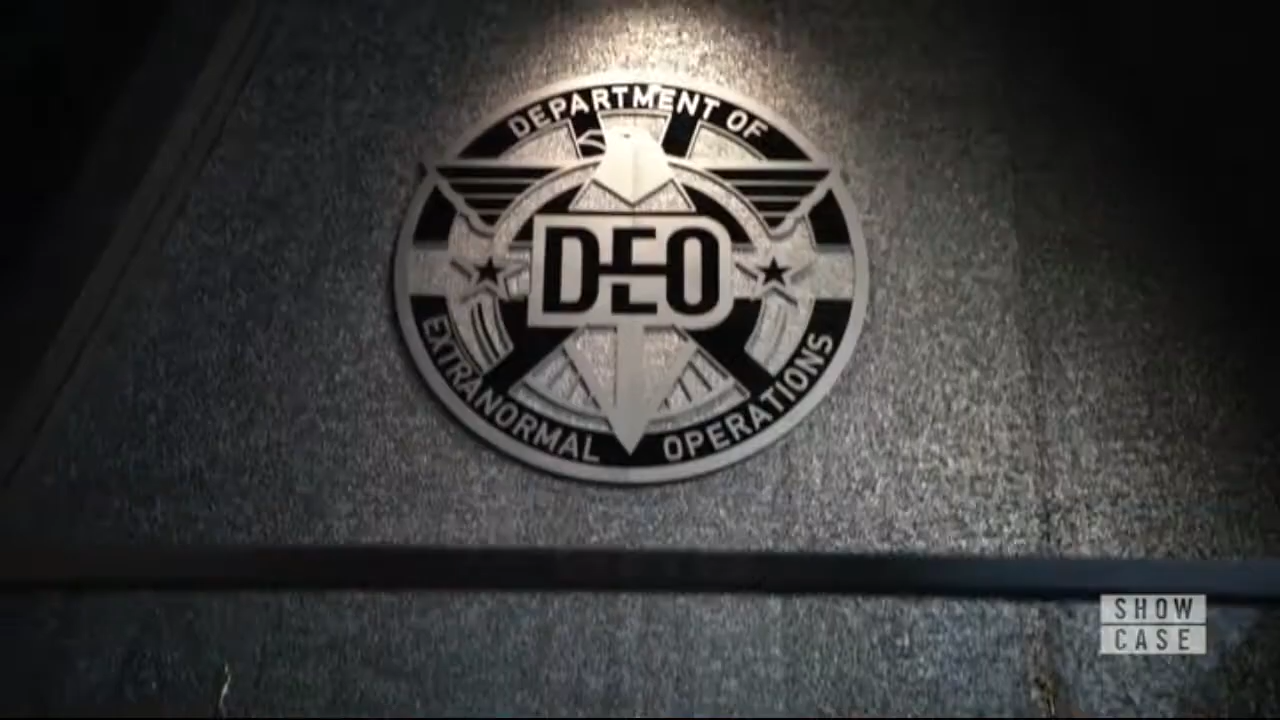 DEPARTMENT OF
DEO
EXTRANORMAL OPERATIONS
SHOW
CASE